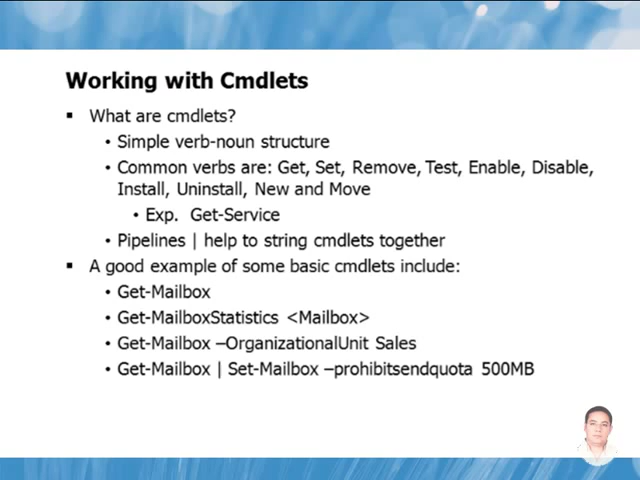 Working with Cmdlets
▪ What are cmdlets?
• Simple verb-noun structure
• Common verbs are: Get, Set, Remove, Test, Enable, Disable,
Install, Uninstall, New and Move
• Exp. Get-Service
• Pipelines | help to string cmdlets together
▪ A good example of some basic cmdlets include:
• Get-Mailbox
• Get-MailboxStatistics <Mailbox>
• Get-Mailbox –OrganizationalUnit Sales
• Get-Mailbox | Set-Mailbox –prohibitsendquota 500MB